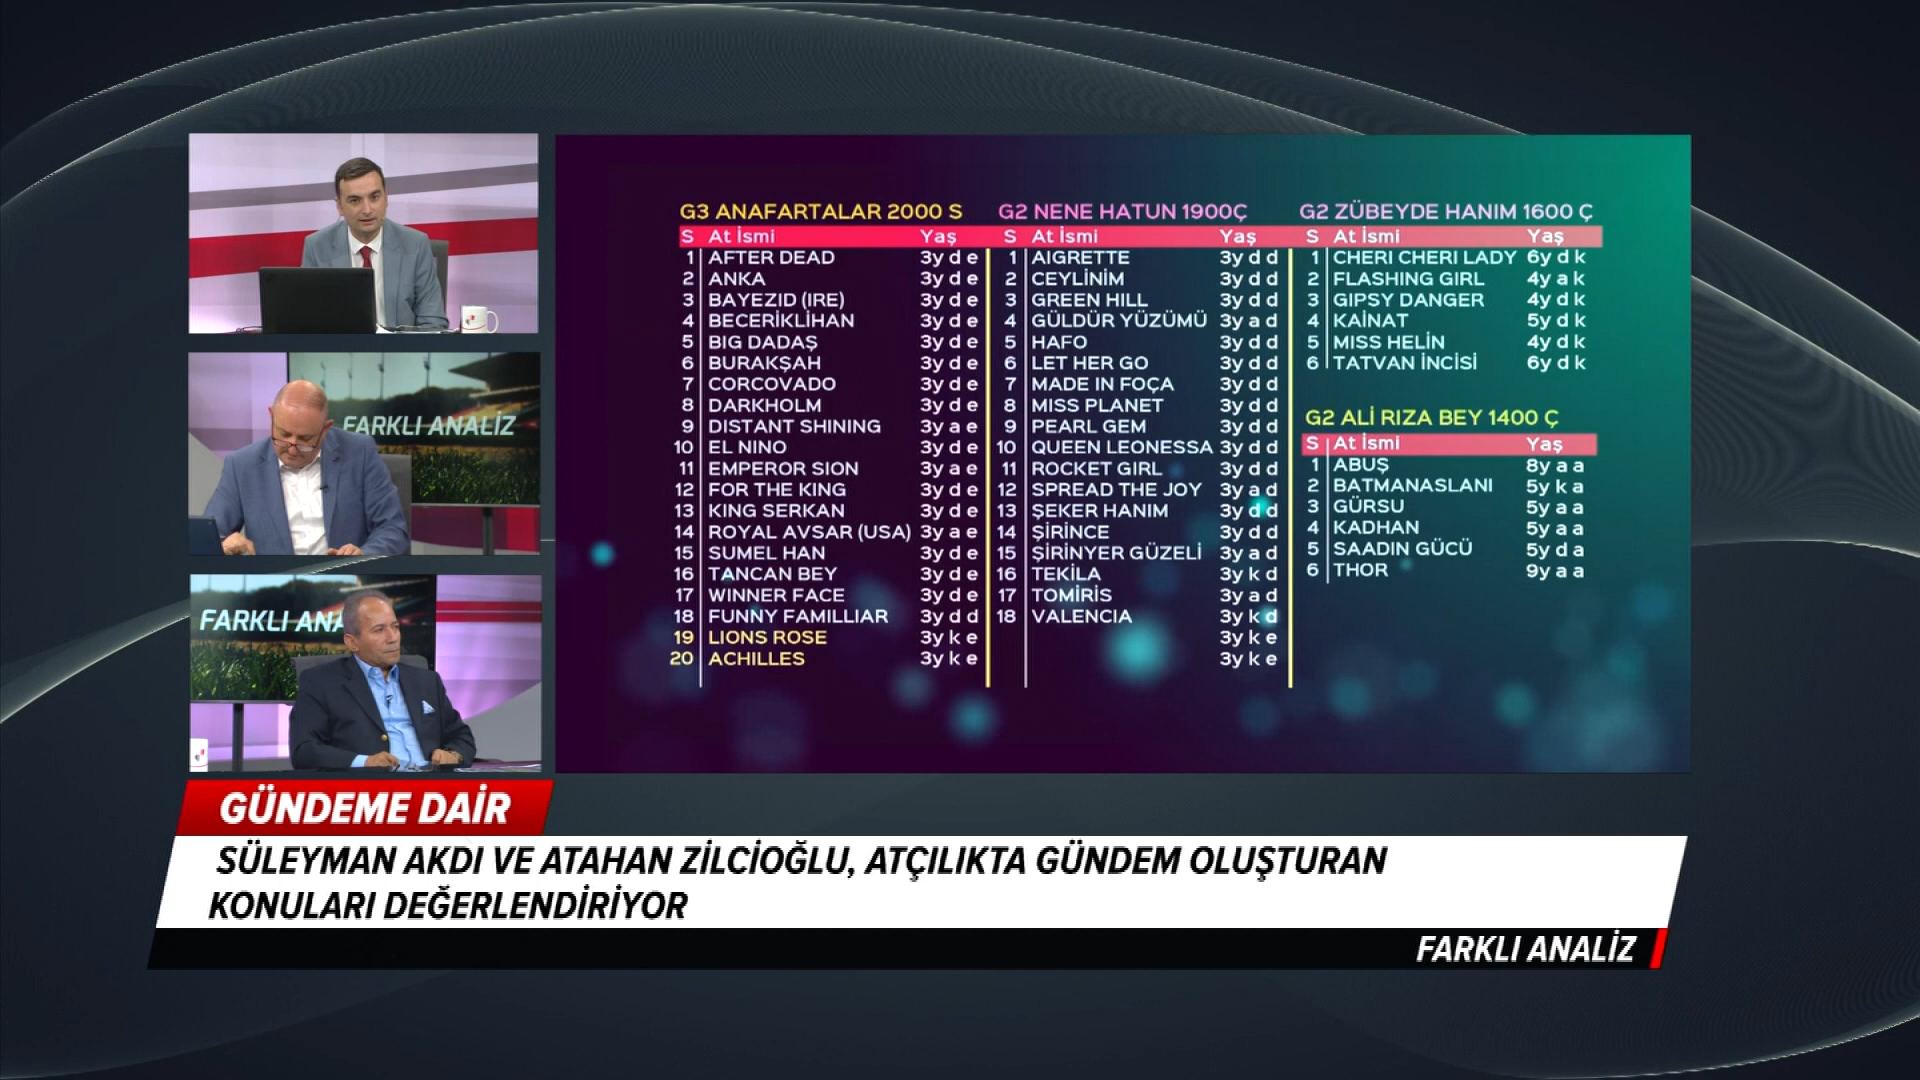 FARKLI ANALİZ
FARKLI ANA
G3 ANAFARTALAR 2000 S
S At İsmi Yaş
1 AFTER DEAD 3y d e
2 ANKA 3y d e
3 BAYEZID (IRE) 3y d e
4 BECERİKLİHAN 3y d e
5 BIG DADAŞ 3y d e
6 BURAKŞAH 3y d e
7 CORCOVADO 3y d e
8 DARKHOLM 3y d e
9 DISTANT SHINING 3y a e
10 EL NINO 3y d e
11 EMPEROR SION 3y a e
12 FOR THE KING 3y d e
13 KING SERKAN 3y d e
14 ROYAL AVSAR (USA) 3y a e
15 SUMEL HAN 3y d e
16 TANCAN BEY 3y d e
17 WINNER FACE 3y d e
18 FUNNY FAMILLIAR 3y d d
19 LIONS ROSE 3y k e
20 ACHILLES 3y k e
G2 NENE HATUN 1900Ç
S At İsmi Yaş
1 AIGRETTE 3y d d
2 CEYLİNİM 3y d d
3 GREEN HILL 3y d d
4 GÜLDÜR YÜZÜMÜ 3y a d
5 HAFO 3y d d
6 LET HER GO 3y d d
7 MADE IN FOÇA 3y d d
8 MISS PLANET 3y d d
9 PEARL GEM 3y d d
10 QUEEN LEONESSA 3y d d
11 ROCKET GIRL 3y d d
12 SPREAD THE JOY 3y a d
13 ŞEKER HANIM 3y d d
14 ŞİRİNCE 3y d d
15 ŞİRİNYER GÜZELİ 3y a d
16 TEKİLA 3y k d
17 TOMİRİS 3y a d
18 VALENCIA 3y k d
3y k e
3y k e
G2 ZÜBEYDE HANIM 1600 Ç
S At İsmi Yaş
1 CHERI CHERI LADY 6y d k
2 FLASHING GIRL 4y a k
3 GIPSY DANGER 4y d k
4 KAİNAT 5y d k
5 MISS HELİN 4y d k
6 TATVAN İNCİSİ 6y d k
G2 ALİ RIZA BEY 1400 Ç
S At İsmi Yaş
1 ABUŞ 8y a a
2 BATMANASLANI 5y k a
3 GÜRSU 5y a a
4 KADHAN 5y a a
5 SAADIN GÜCÜ 5y d a
6 THOR 9y a a
GÜNDEME DAİR
SÜLEYMAN AKDI VE ATAHAN ZİLCİOĞLU, ATÇILIKTA GÜNDEM OLUŞTURAN
KONULARI DEĞERLENDİRİYOR
FARKLI ANALİZ